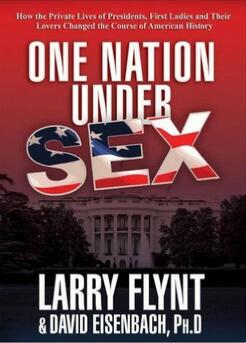 How the Private Lives of Presidents, First Ladies and Their
Lovers Changed the Course of American History
ONE NATION
UNDER
SEX
LARRY FLYNT
& DAVID EISENBACH, PH.D